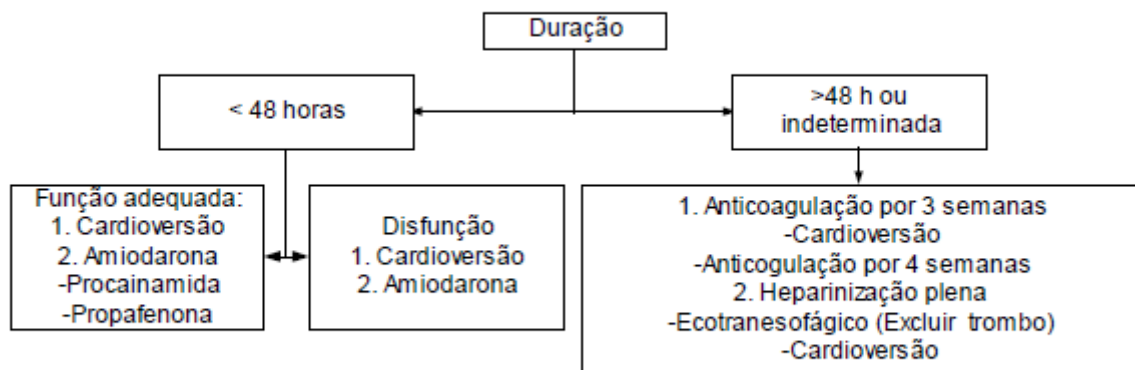 Duração
< 48 horas
>48 h ou
indeterminada
Função adequada:
1. Cardioversão
2. Amiodarona
-Procainamida
-Propafenona
Disfunção
1. Cardioversão
2. Amiodarona
1. Anticoagulação por 3 semanas
-Cardioversão
-Anticogulação por 4 semanas
2. Heparinização plena
-Ecotranesofágico (Excluir trombo)
-Cardioversão